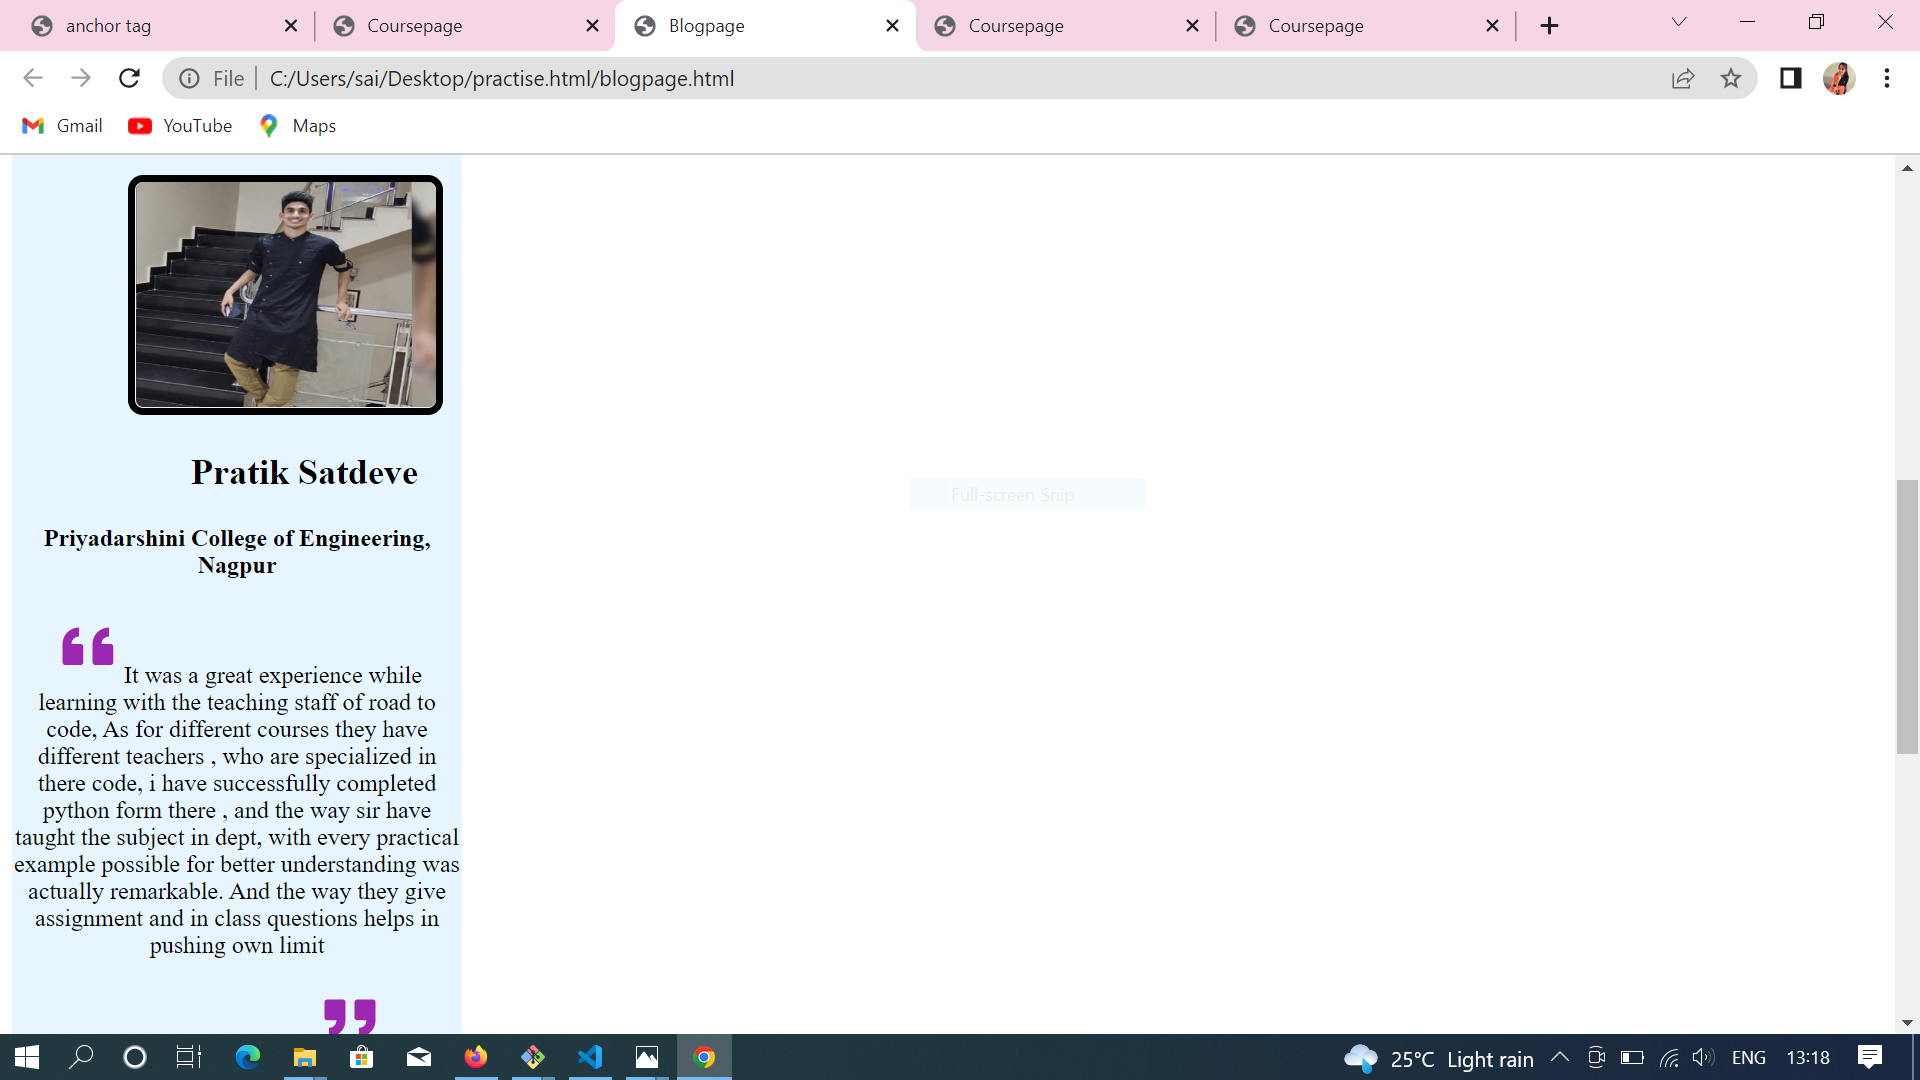 anchor tag
Coursepage
Blogpage
Coursepage
Coursepage
File
C:/Users/sai/Desktop/practise.html/blogpage.html
Gmail
YouTube
Maps
Full-screen Snip
Pratik Satdeve
Priyadarshini College of Engineering,
Nagpur
❝ It was a great experience while
learning with the teaching staff of road to
code, As for different courses they have
different teachers , who are specialized in
there code, i have successfully completed
python form there , and the way sir have
taught the subject in dept, with every practical
example possible for better understanding was
actually remarkable. And the way they give
assignment and in class questions helps in
pushing own limit
❞
25°C Light rain
ENG
13:18